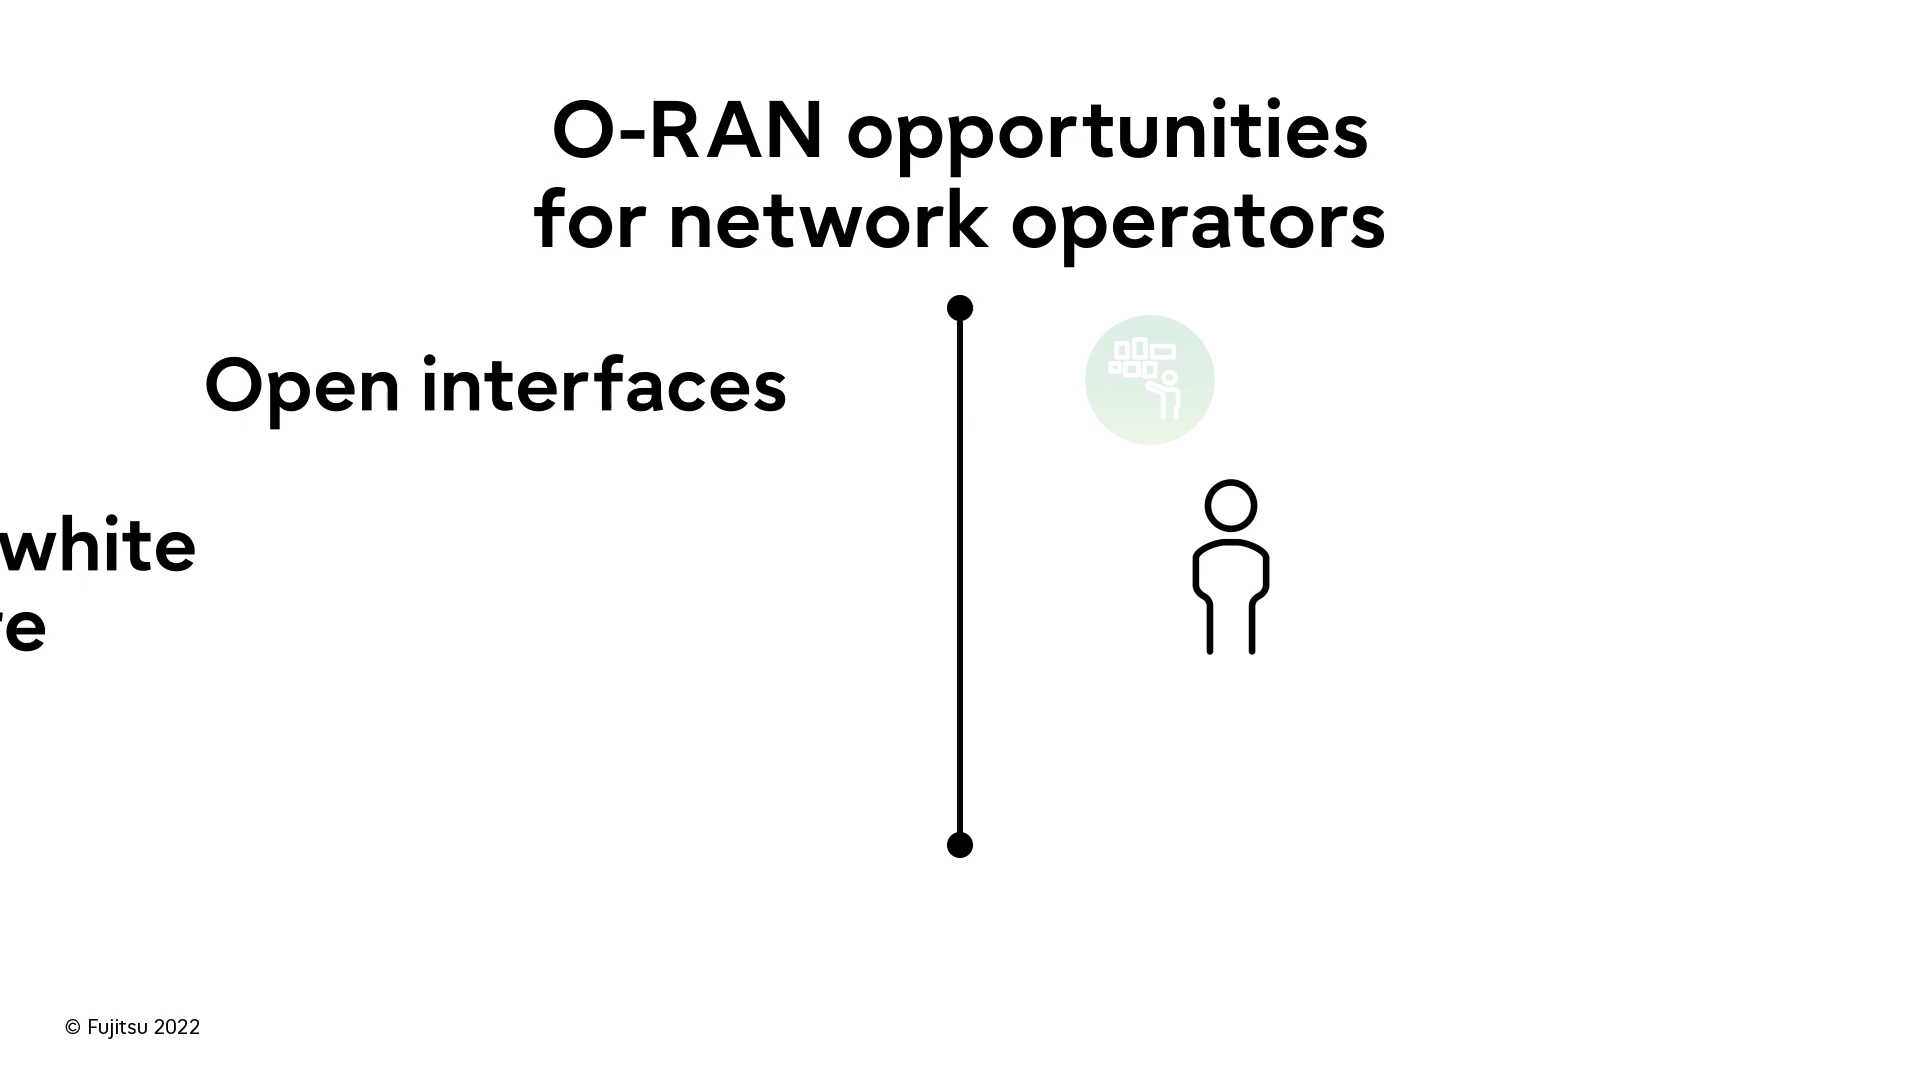 O-RAN opportunities
for network operators
Open interfaces
white
© Fujitsu 2022